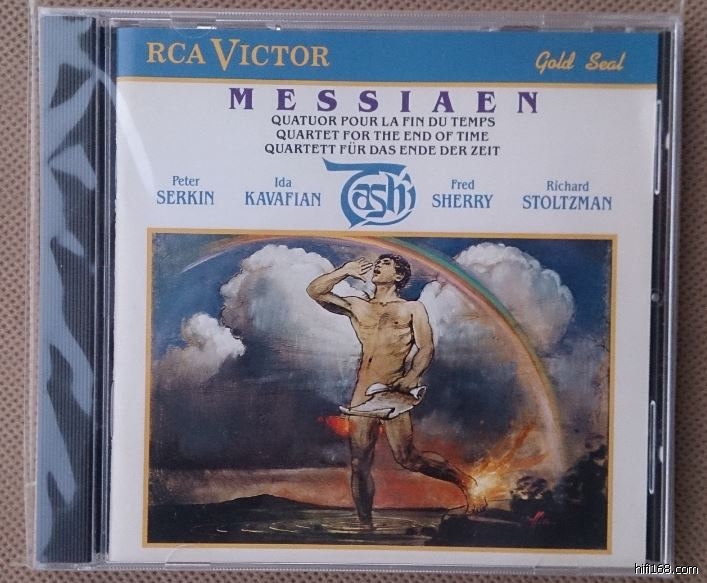 RCA VICTOR
Gold Seal
MESSIAEN
QUATUOR POUR LA FIN DU TEMPS
QUARTET FOR THE END OF TIME
QUARTETT FÜR DAS ENDE DER ZEIT
Peter SERKIN
Ida KAVAFIAN
Tashi
Fred SHERRY
Richard STOLTZMAN
hifi168.com